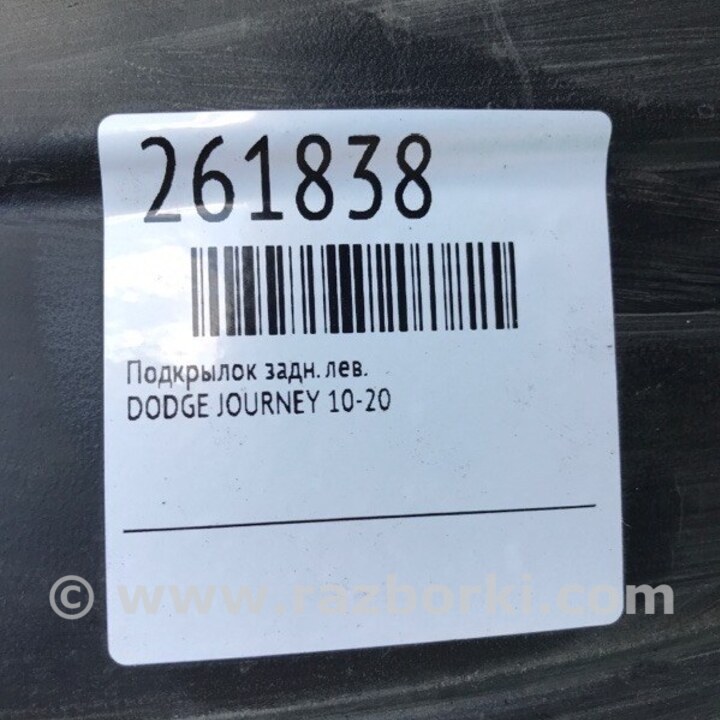 261838
Подкрылок задн. лев.
DODGE JOURNEY 10-20
© www.razborki.com